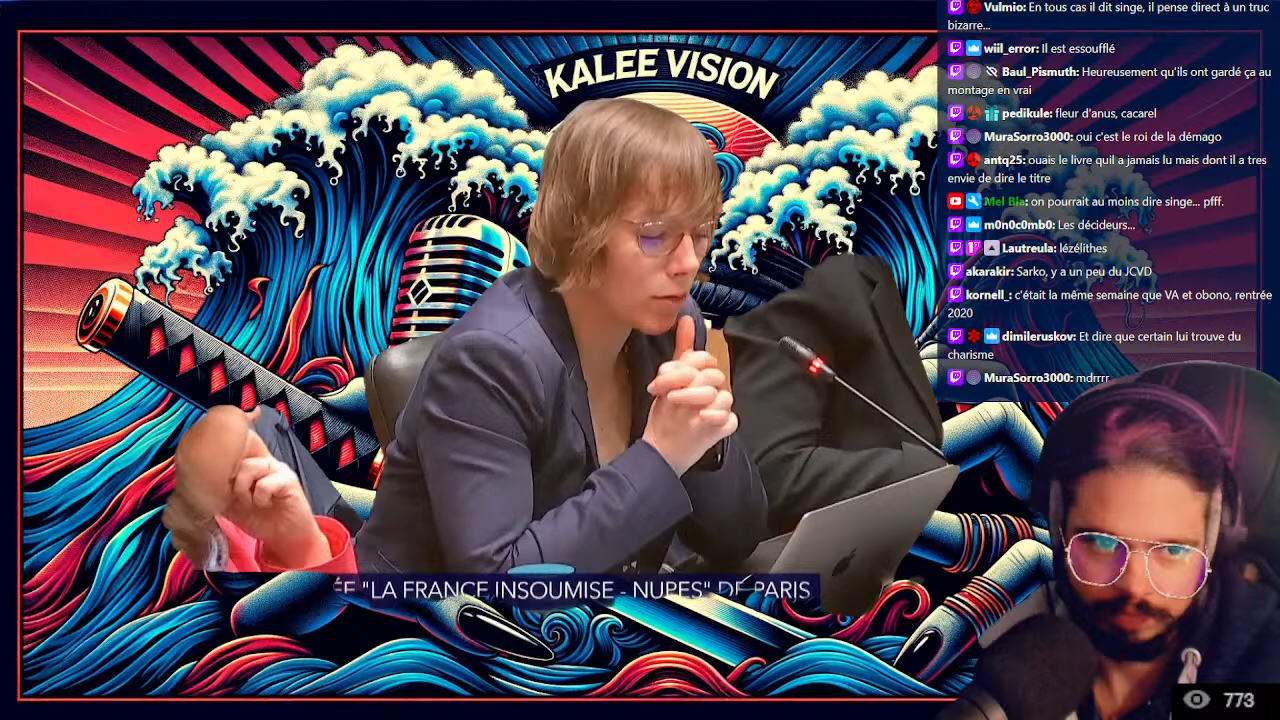 KALEE VISION
Vulmio: En tous cas il dit singe, il pense direct à un truc
bizarre...
wiil_error: Il est essoufflé
Baul_Pismuth: Heureusement qu'ils ont gardé ça au
montage en vrai
pedikule: fleur d'anus, cacarel
MuraSorro3000: oui c'est le roi de la démago
antq25: ouais le livre quil a jamais lu mais dont il a tres
envie de dire le titre
Mel Bla: on pourrait au moins dire singe... pfff.
m0n0c0mb0: Les décideurs...
Lautreula: lézélithes
akarakir: Sarko, y a un peu du JCVD
kornell_: c'était la même semaine que VA et obono, rentrée
2020
dimileruskov: Et dire que certain lui trouve du
charisme
MuraSorro3000: mdrrrr
ÉE "LA FRANCE INSOUMISE - NUPES" DE PARIS
773